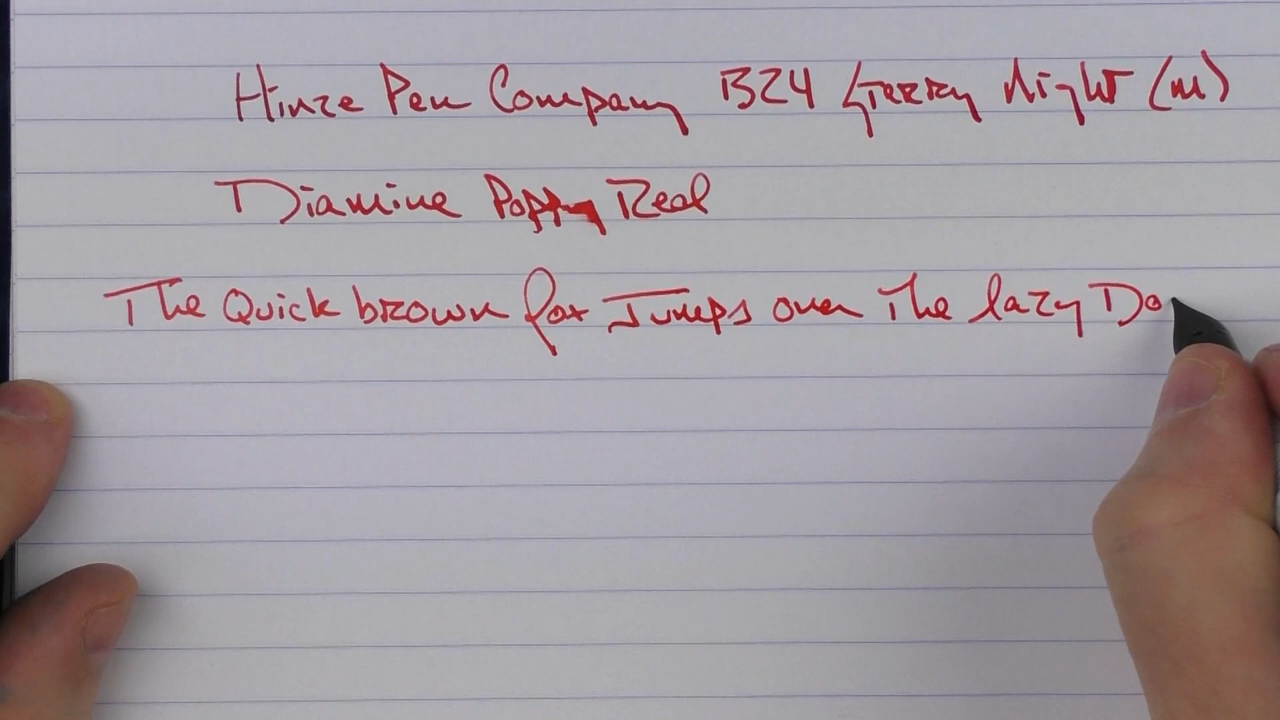 Hinze Pen Company B24 Starry Night (m)
Diamine Poppy Red
The Quick brown fox Jumps over The lazy Do